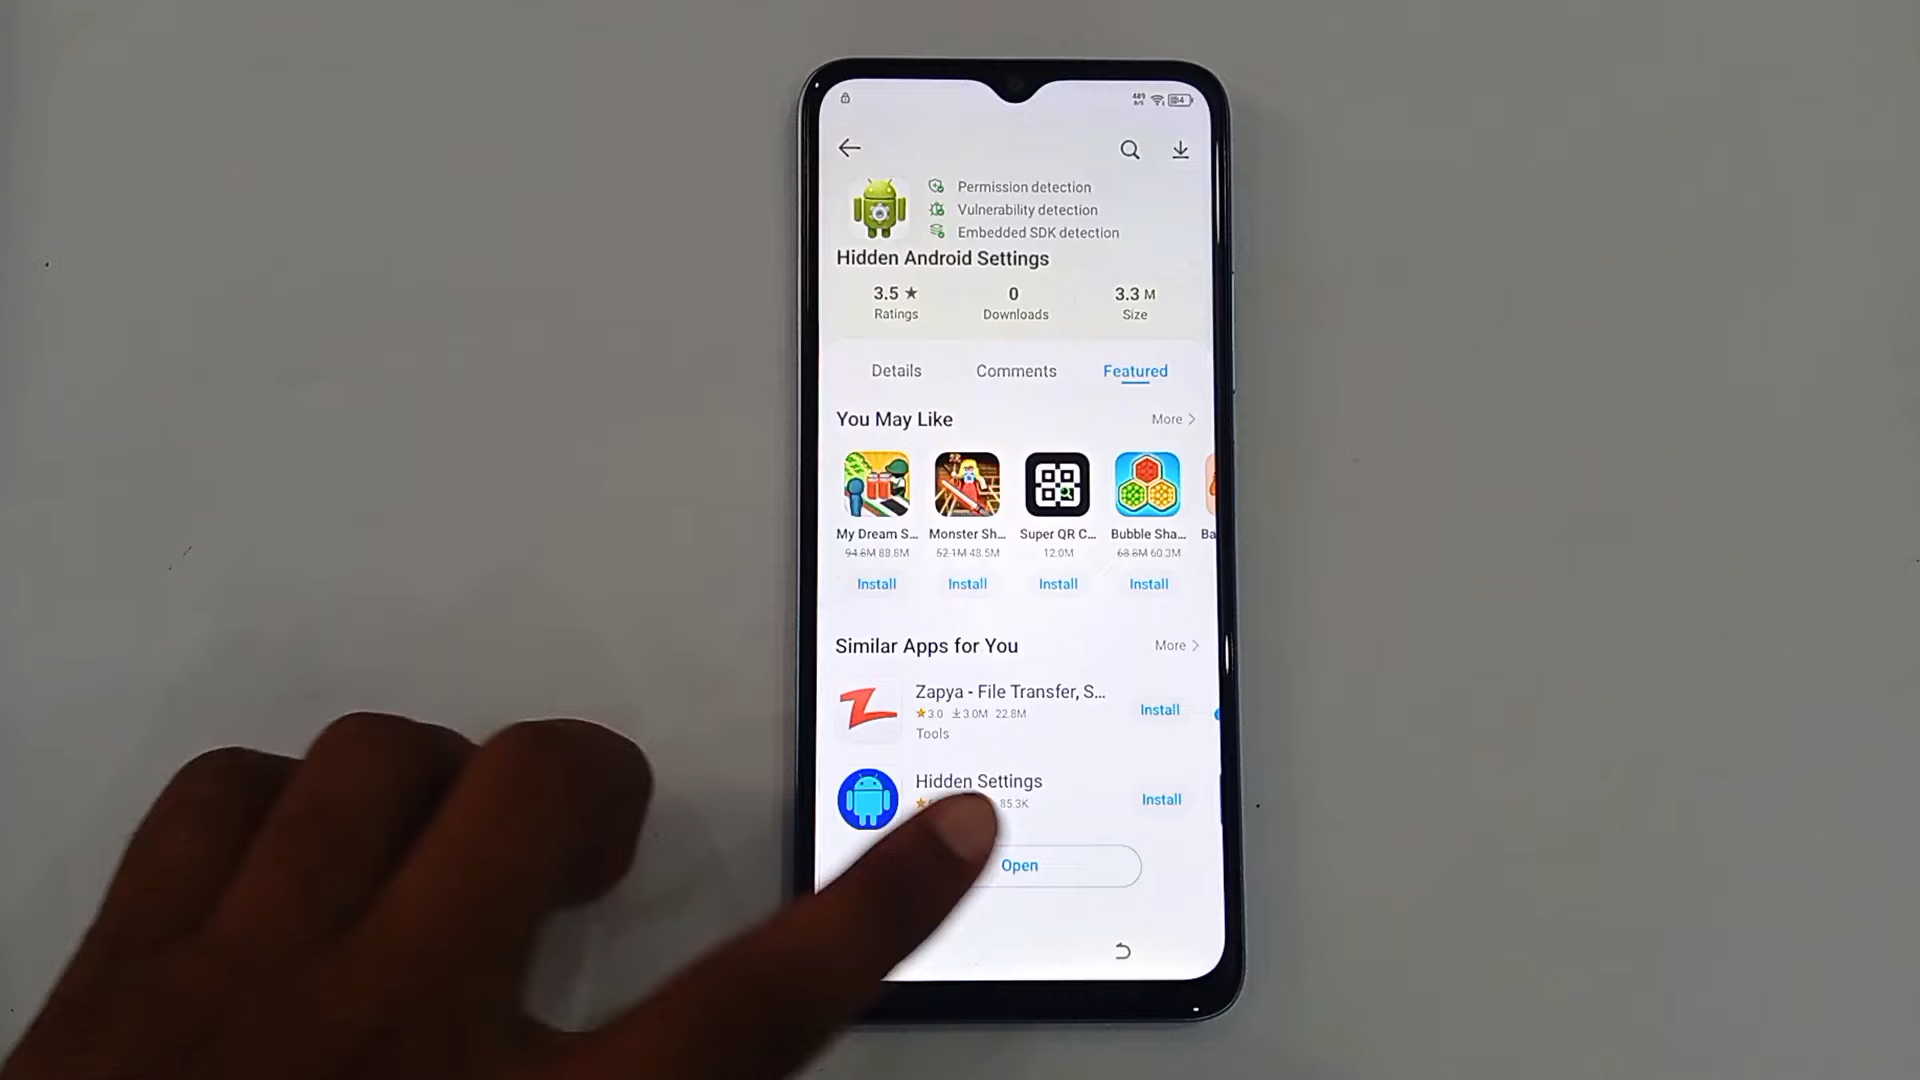 489
B/S
Permission detection
Vulnerability detection
Embedded SDK detection
Hidden Android Settings
3.5 ★ 0 3.3 M
Ratings Downloads Size
Details Comments Featured
You May Like More >
My Dream S... Monster Sh... Super QR C... Bubble Sha... Ba
94.8M 88.8M 52.1M 48.5M 12.0M 68.8M 60.3M
Install Install Install Install
Similar Apps for You More >
Zapya - File Transfer, S...
★3.0 3.0M 22.8M
Install
Tools
Hidden Settings
85.3K
Install
Open